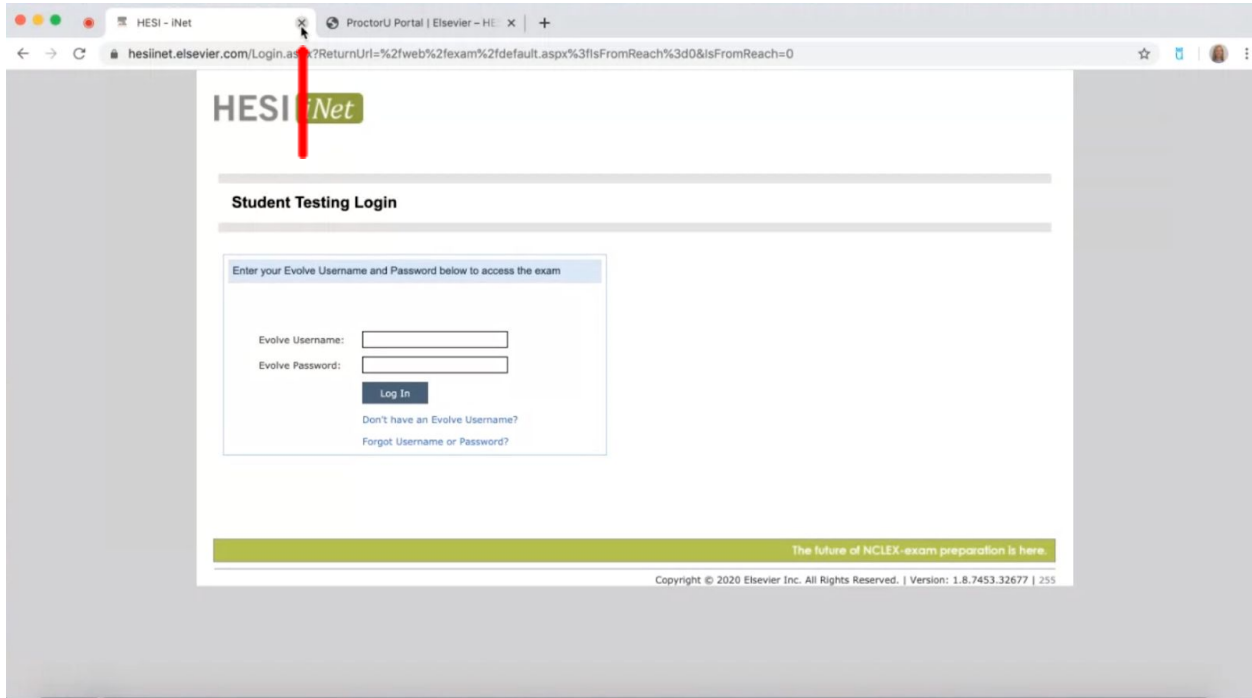 HESI - iNet
ProctorU Portal | Elsevier – HE
hesiinet.elsevier.com/Login.aspx?ReturnUrl=%2fweb%2fexam%2fdefault.aspx%3fIsFromReach%3d0&IsFromReach=0
HESI iNet
Student Testing Login
Enter your Evolve Username and Password below to access the exam
Evolve Username:
Evolve Password:
Log In
Don't have an Evolve Username?
Forgot Username or Password?
The future of NCLEX-exam preparation is here.
Copyright © 2020 Elsevier Inc. All Rights Reserved. | Version: 1.8.7453.32677 | 255